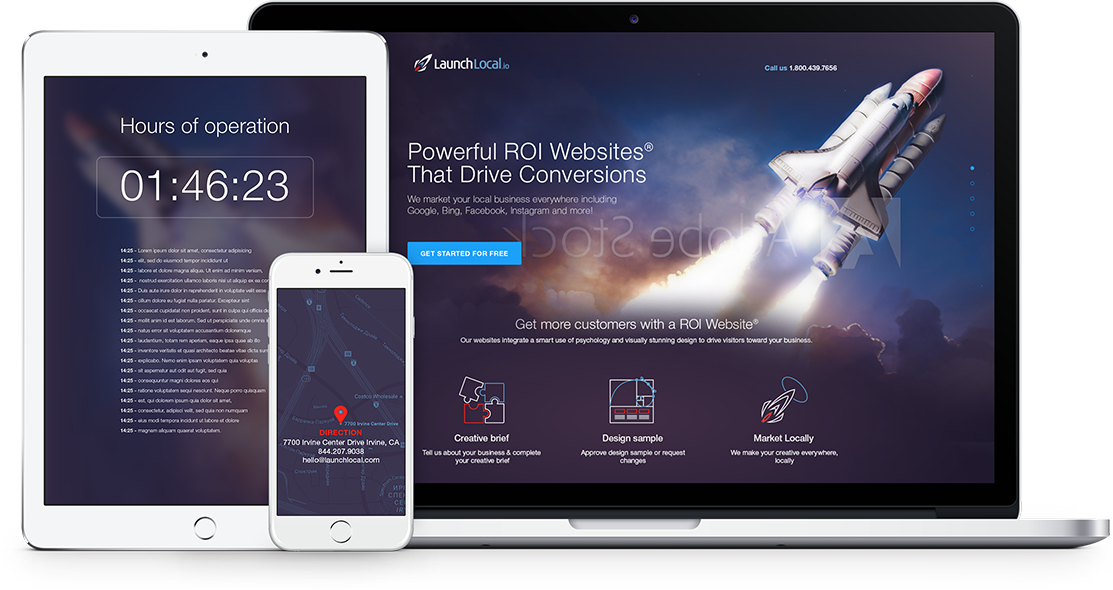 Hours of operation
01:46:23
14:25 - Lorem ipsum dolor sit amet, consectetur adipisicing
14:25 - elit, sed do eiusmod tempor incididunt ut
14:25 - labore et dolore magna aliqua. Ut enim ad minim veniam,
14:25 - nostrud exercitation ullamco laboris nisi ut aliquip ex ea
14:25 - Duis aute irure dolor in reprehenderit in voluptate velit esse
14:25 - cillum dolore eu fugiat nulla pariatur. Excepteur sint
14:25 - occaecat cupidatat non proident, sunt in culpa qui officia
14:25 - mollit anim id est laborum. Sed ut perspiciatis unde omnis
14:25 - natus error sit voluptatem accusantium doloremque
14:25 - laudantium, totam rem aperiam, eaque ipsa quae ab illo
14:25 - inventore veritatis et quasi architecto beatae vitae dicta
14:25 - explicabo. Nemo enim ipsam voluptatem quia voluptas
14:25 - sit aspernatur aut odit aut fugit, sed quia
14:25 - consequuntur magni dolores eos qui
14:25 - ratione voluptatem sequi nesciunt. Neque porro quisquam
14:25 - est, qui dolorem ipsum quia dolor sit amet,
14:25 - consectetur, adipisci velit, sed quia non numquam
14:25 - eius modi tempora incidunt ut labore et dolore
14:25 - magnam aliquam quaerat voluptatem.
Costco Wholesale
7700 Irvine Center Drive
DIRECTION
7700 Irvine Center Drive Irvine, CA
844.207.9038
hello@launchlocal.com
LaunchLocal.io
Call us 1.800.439.7656
Powerful ROI Websites®
That Drive Conversions
We market your local business everywhere including
Google, Bing, Facebook, Instagram and more!
GET STARTED FOR FREE
Adobe Stock
Get more customers with a ROI Website®
Our websites integrate a smart use of psychology and visually stunning design to drive visitors toward your business.
Creative brief
Tell us about your business & complete
your creative brief
Design sample
Approve design sample or request
changes
Market Locally
We make your creative everywhere,
locally